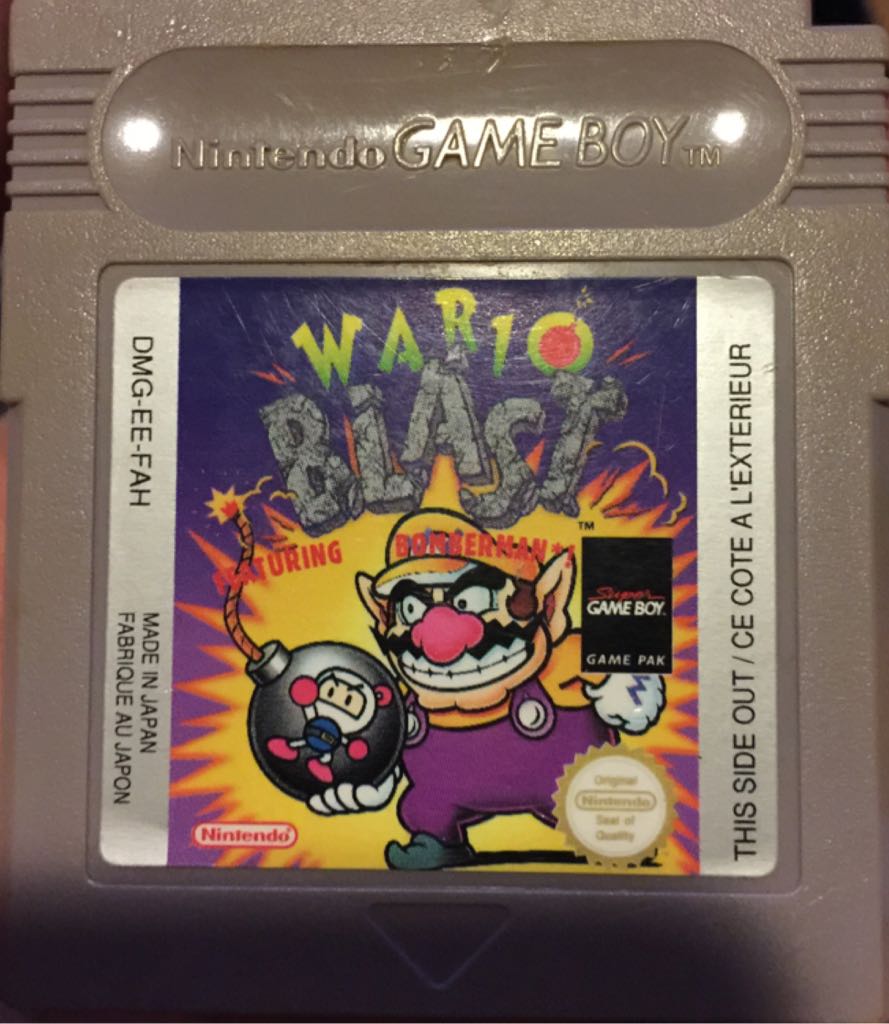 Nintendo GAME BOY TM
DMG-EE-FAH
MADE IN JAPAN
FABRIQUE AU JAPON
WARIO
BLAST
TM
FEATURING BOMBERMAN*!
Super
GAME BOY
GAME PAK
Nintendo
Original
Nintendo
Seal of
Quality
THIS SIDE OUT / CE COTE A L'EXTERIEUR